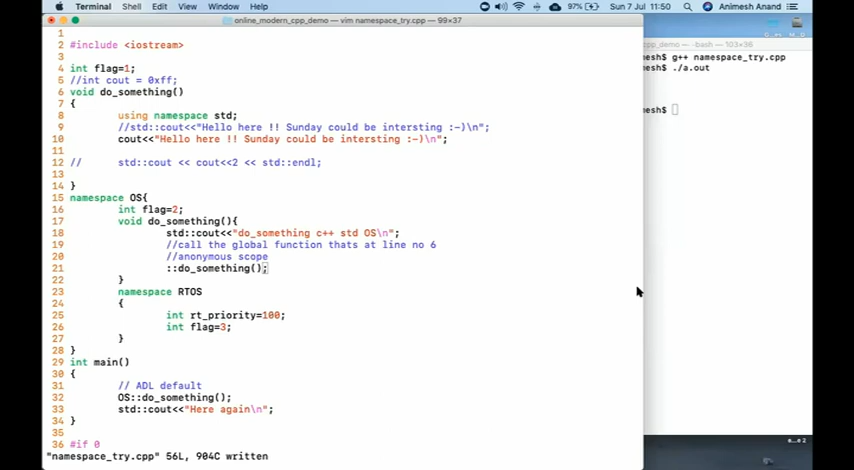 Terminal Shell Edit View Window Help 97% Sun 7 Jul 11:50 Animesh Anand
online_modern_cpp_demo — vim namespace_try.cpp — 99×37
cpp_demo — -bash — 103×36
1
2 #include <iostream>
3
4 int flag=1;
5 //int cout = 0xff;
6 void do_something()
7 {
8 using namespace std;
9 //std::cout<<"Hello here !! Sunday could be intersting :-)\n";
10 cout<<"Hello here !! Sunday could be intersting :-)\n";
11
12 // std::cout << cout<<2 << std::endl;
13
14 }
15 namespace OS{
16 int flag=2;
17 void do_something(){
18 std::cout<<"do_something c++ std OS\n";
19 //call the global function thats at line no 6
20 //anonymous scope
21 ::do_something();
22 }
23 namespace RTOS
24 {
25 int rt_priority=100;
26 int flag=3;
27 }
28 }
29 int main()
30 {
31 // ADL default
32 OS::do_something();
33 std::cout<<"Here again\n";
34 }
35
36 #if 0
"namespace_try.cpp" 56L, 904C written
mesh$ g++ namespace_try.cpp
mesh$ ./a.out
mesh$